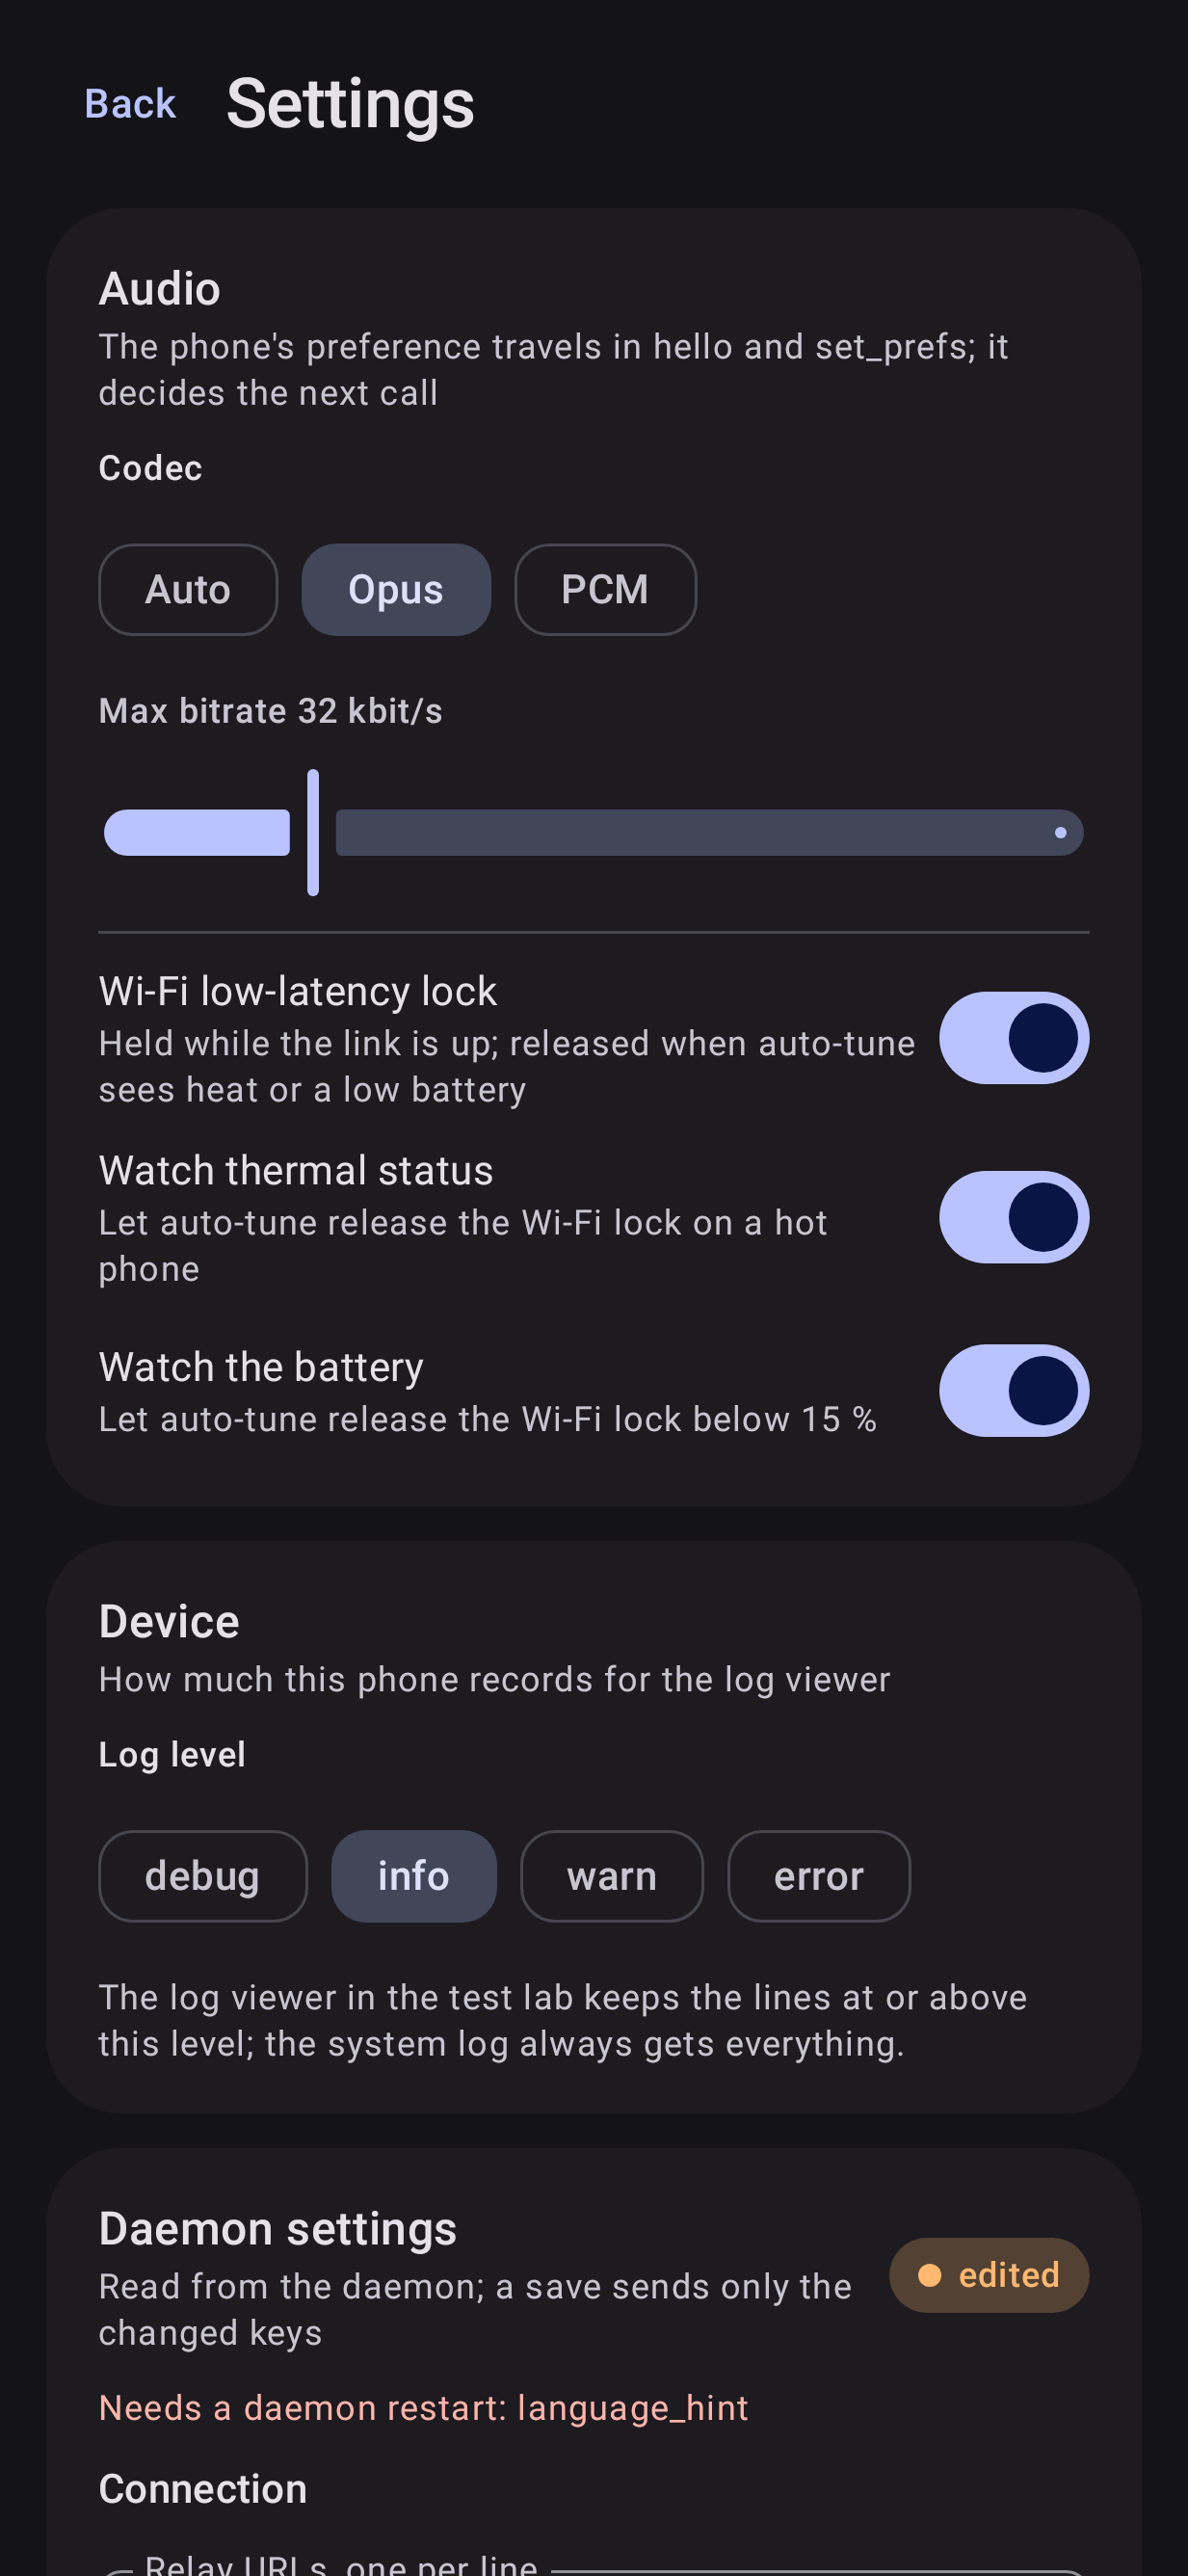 Back Settings
Audio
The phone's preference travels in hello and set_prefs; it
decides the next call
Codec
Auto Opus PCM
Max bitrate 32 kbit/s
Wi-Fi low-latency lock
Held while the link is up; released when auto-tune
sees heat or a low battery
Watch thermal status
Let auto-tune release the Wi-Fi lock on a hot
phone
Watch the battery
Let auto-tune release the Wi-Fi lock below 15 %
Device
How much this phone records for the log viewer
Log level
debug info warn error
The log viewer in the test lab keeps the lines at or above
this level; the system log always gets everything.
Daemon settings
edited
Read from the daemon; a save sends only the
changed keys
Needs a daemon restart: language_hint
Connection
Relay URLs, one per line